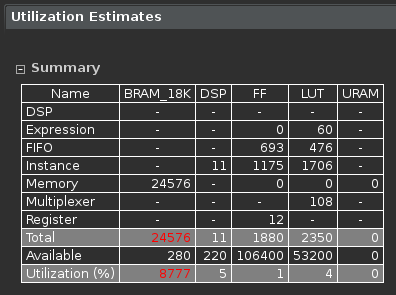 Utilization Estimates
Summary
Name BRAM_18K DSP FF LUT URAM
DSP - - - - -
Expression - - 0 60 -
FIFO - - 693 476 -
Instance - 11 1175 1706 -
Memory 24576 - 0 0 0
Multiplexer - - - 108 -
Register - - 12 - -
Total 24576 11 1880 2350 0
Available 280 220 106400 53200 0
Utilization (%) 8777 5 1 4 0